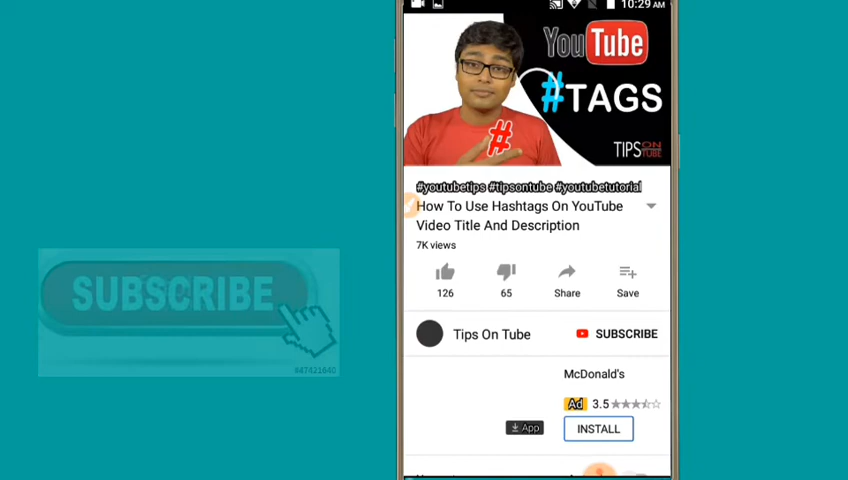 10:29 AM
YouTube
#TAGS
#
TIPS ON TUBE
#youtubetips #tipsontube #youtubetutorial
How To Use Hashtags On YouTube
Video Title And Description
7K views
126 65 Share Save
Tips On Tube SUBSCRIBE
McDonald's
Ad 3.5
App INSTALL
SUBSCRIBE
#47421640